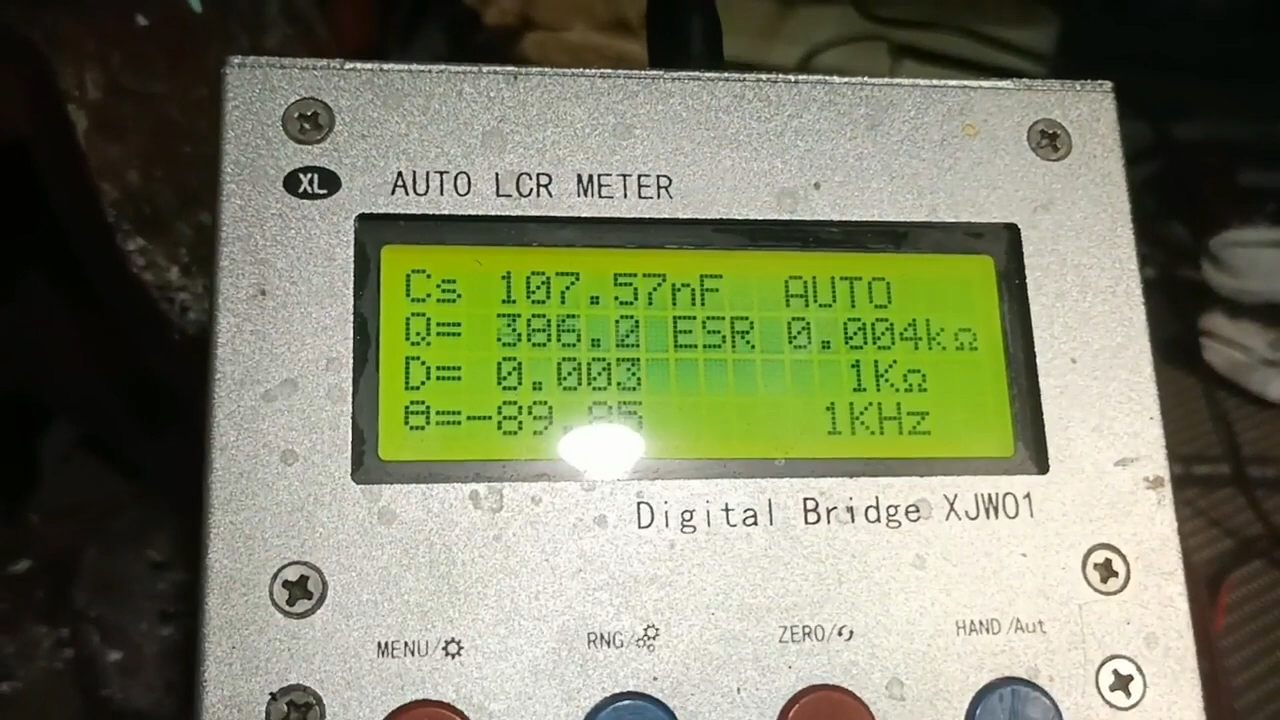 XL AUTO LCR METER
Cs 107.57nF AUTO
Q= 386.0 ESR 0.004kΩ
D= 0.003 1KΩ
θ=-89.85 1KHz
Digital Bridge XJW01
MENU/ RNG/ ZERO/ HAND/Aut